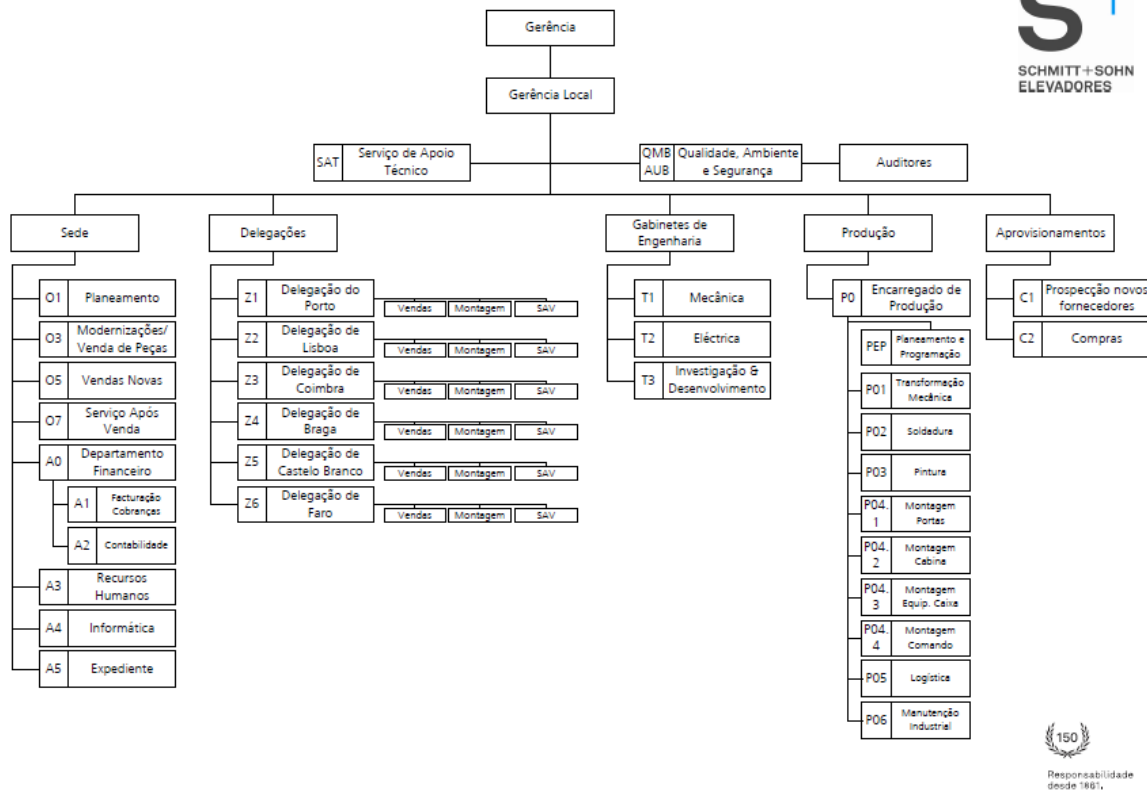 Gerência
SCHMITT+SOHN
ELEVADORES
Gerência Local
SAT
Serviço de Apoio
Técnico
QMB
AUB
Qualidade, Ambiente
e Segurança
Auditores
Sede
O1
Planeamento
O3
Modernizações/
Venda de Peças
O5
Vendas Novas
O7
Serviço Após
Venda
A0
Departamento
Financeiro
A1
Facturação
Cobranças
A2
Contabilidade
A3
Recursos
Humanos
A4
Informática
A5
Expediente
Delegações
Z1
Delegação do
Porto
Vendas
Montagem
SAV
Z2
Delegação de
Lisboa
Vendas
Montagem
SAV
Z3
Delegação de
Coimbra
Vendas
Montagem
SAV
Z4
Delegação de
Braga
Vendas
Montagem
SAV
Z5
Delegação de
Castelo Branco
Vendas
Montagem
SAV
Z6
Delegação de
Faro
Vendas
Montagem
SAV
Gabinetes de
Engenharia
T1
Mecânica
T2
Eléctrica
T3
Investigação &
Desenvolvimento
Produção
P0
Encarregado de
Produção
PEP
Planeamento e
Programação
P01
Transformação
Mecânica
P02
Soldadura
P03
Pintura
P04.
1
Montagem
Portas
P04.
2
Montagem
Cabina
P04.
3
Montagem
Equip. Caixa
P04.
4
Montagem
Comando
P05
Logística
P06
Manutenção
Industrial
Aprovisionamentos
C1
Prospecção novos
fornecedores
C2
Compras
150
Responsabilidade
desde 1861.